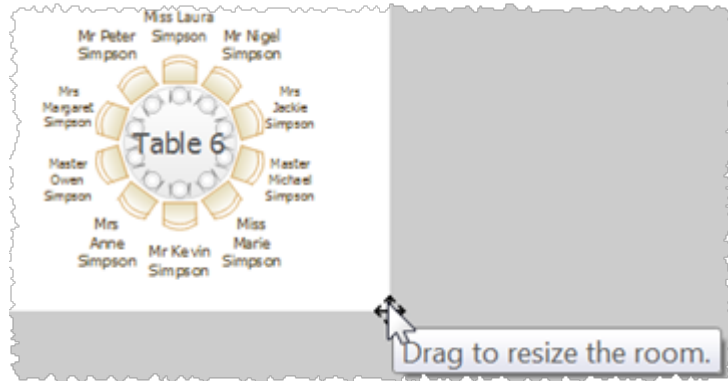 Miss Laura
Simpson
Mr Peter
Simpson
Mr Nigel
Simpson
Mrs
Margaret
Simpson
Mrs
Jackie
Simpson
Table 6
Master
Owen
Simpson
Master
Michael
Simpson
Mrs
Anne
Simpson
Mr Kevin
Simpson
Miss
Marie
Simpson
Drag to resize the room.